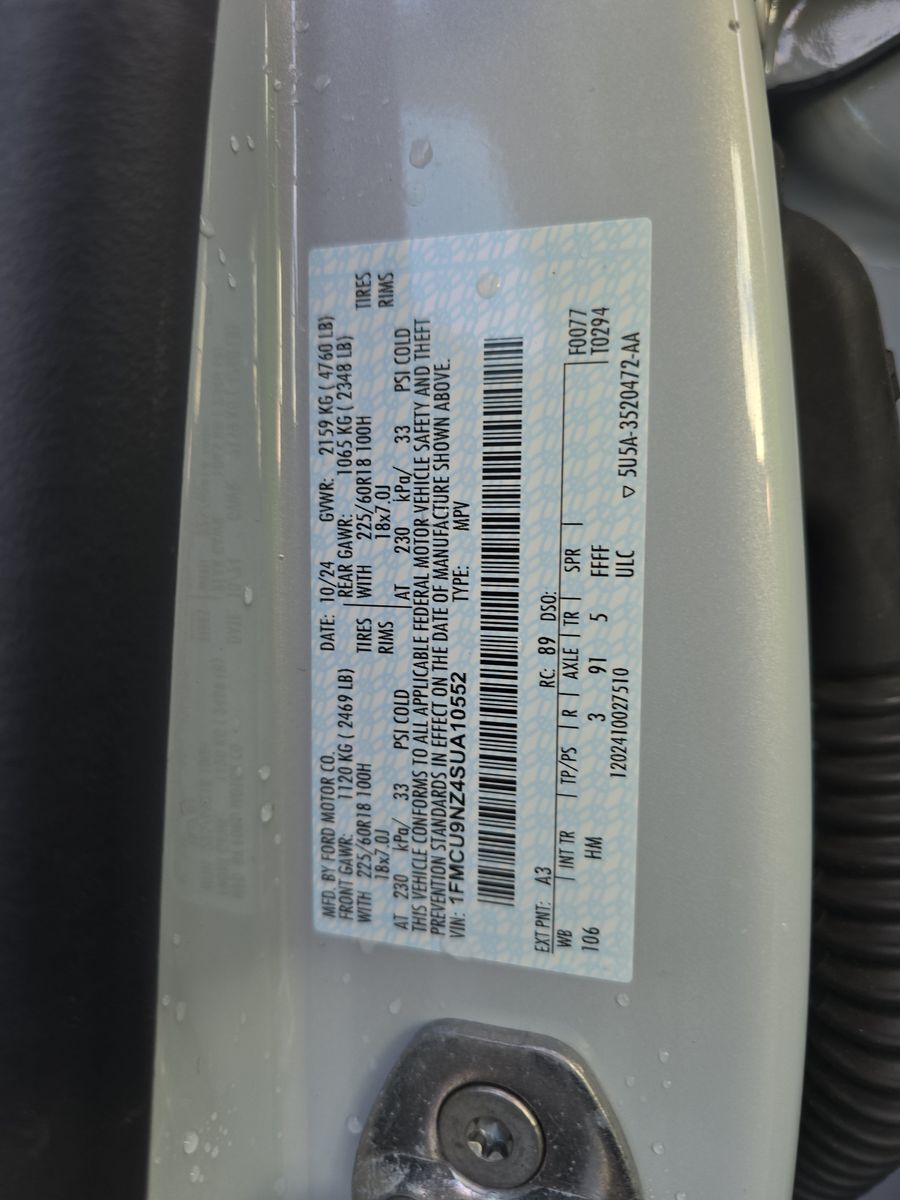 MFD. BY FORD MOTOR CO.
DATE: 10/24 GVWR: 2159 KG ( 4760 LB)
FRONT GAWR: 1120 KG ( 2469 LB) REAR GAWR: 1065 KG ( 2348 LB)
WITH 225/60R18 100H TIRES WITH 225/60R18 100H TIRES
18x7.0J RIMS 18x7.0J RIMS
AT 230 kPa/ 33 PSI COLD AT 230 kPa/ 33 PSI COLD
THIS VEHICLE CONFORMS TO ALL APPLICABLE FEDERAL MOTOR VEHICLE SAFETY AND THEFT
PREVENTION STANDARDS IN EFFECT ON THE DATE OF MANUFACTURE SHOWN ABOVE.
VIN: 1FMCU9NZ4SUA10552 TYPE: MPV
EXT PNT: A3 RC: 89 DSO: F0077
WB INT TR TP/PS R AXLE TR SPR T0294
106 HM 3 91 5 FFFF
1202410027510 ULC ▽ 5U5A-3520472-AA